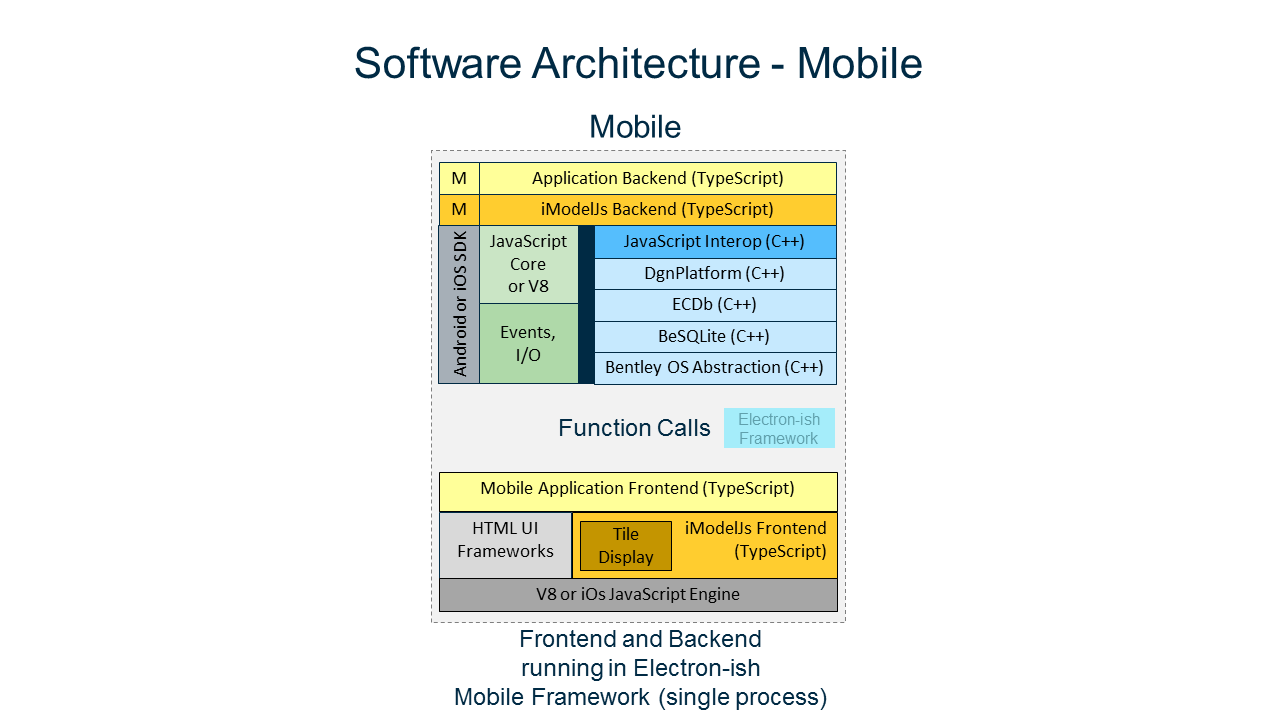 Software Architecture - Mobile
Mobile
M
Application Backend (TypeScript)
M
iModelJs Backend (TypeScript)
Android or iOS SDK
JavaScript
Core
or V8
Events,
I/O
JavaScript Interop (C++)
DgnPlatform (C++)
ECDb (C++)
BeSQLite (C++)
Bentley OS Abstraction (C++)
Function Calls
Electron-ish
Framework
Mobile Application Frontend (TypeScript)
HTML UI
Frameworks
Tile
Display
iModelJs Frontend
(TypeScript)
V8 or iOs JavaScript Engine
Frontend and Backend
running in Electron-ish
Mobile Framework (single process)